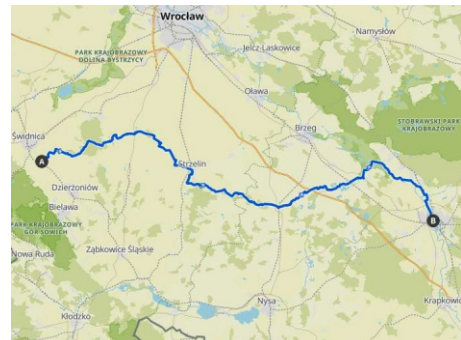 Wrocław
Namysłów
Jelcz-Laskowice
PARK KRAJOBRAZOWY
DOLINA BYSTRZYCY
Oława
STOBRAWSKI PARK
KRAJOBRAZOWY
Brzeg
Świdnica
A
Strzelin
Dzierżoniów
Bielawa
B
PARK KRAJOBRAZOWY
GÓR SOWICH
Ząbkowice Śląskie
Nowa Ruda
Nysa
Krapkowice
Kłodzko